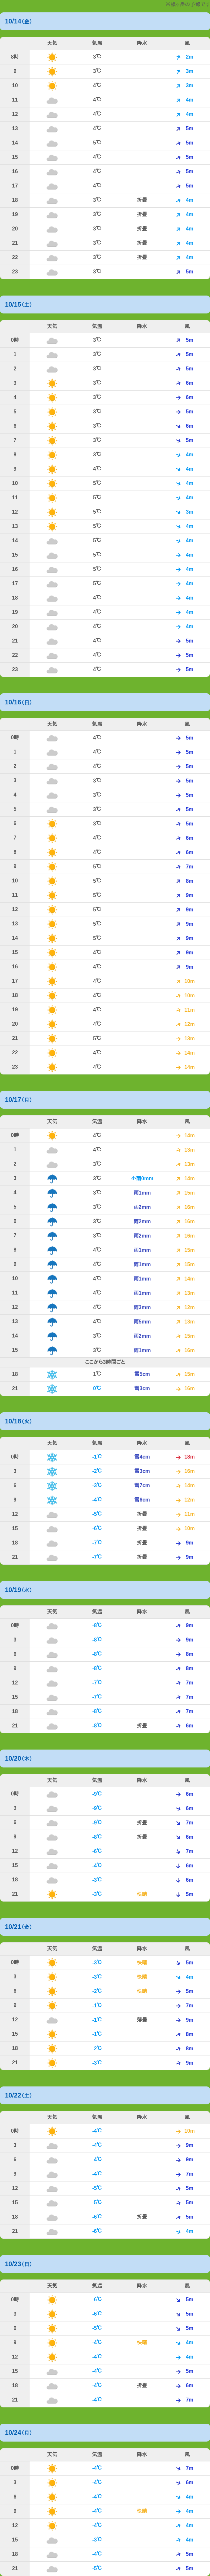 10/14(金)
天気 気温 降水 風
8時 3℃ 2m
9 3℃ 3m
10 4℃ 3m
11 4℃ 4m
12 4℃ 4m
13 4℃ 5m
14 5℃ 5m
15 4℃ 5m
16 4℃ 5m
17 4℃ 5m
18 3℃ 折曇 4m
19 3℃ 折曇 4m
20 3℃ 折曇 4m
21 3℃ 折曇 4m
22 3℃ 折曇 4m
23 3℃ 5m
10/15(土)
天気 気温 降水 風
0時 3℃ 5m
1 3℃ 5m
2 3℃ 5m
3 3℃ 6m
4 3℃ 6m
5 3℃ 5m
6 3℃ 6m
7 3℃ 5m
8 3℃ 4m
9 4℃ 4m
10 5℃ 4m
11 5℃ 4m
12 5℃ 3m
13 5℃ 4m
14 5℃ 4m
15 5℃ 4m
16 5℃ 4m
17 5℃ 4m
18 4℃ 4m
19 4℃ 4m
20 4℃ 4m
21 4℃ 5m
22 4℃ 5m
23 4℃ 5m
10/16(日)
天気 気温 降水 風
0時 4℃ 5m
1 4℃ 5m
2 4℃ 5m
3 3℃ 5m
4 3℃ 5m
5 3℃ 5m
6 3℃ 5m
7 4℃ 6m
8 4℃ 6m
9 5℃ 7m
10 5℃ 8m
11 5℃ 9m
12 5℃ 9m
13 5℃ 9m
14 5℃ 9m
15 4℃ 9m
16 4℃ 9m
17 4℃ 10m
18 4℃ 10m
19 4℃ 11m
20 4℃ 12m
21 5℃ 13m
22 4℃ 14m
23 4℃ 14m
10/17(月)
天気 気温 降水 風
0時 4℃ 14m
1 4℃ 13m
2 3℃ 13m
3 3℃ 小雨0mm 14m
4 3℃ 雨1mm 15m
5 3℃ 雨2mm 16m
6 3℃ 雨2mm 16m
7 3℃ 雨2mm 16m
8 4℃ 雨1mm 15m
9 4℃ 雨1mm 15m
10 4℃ 雨1mm 14m
11 4℃ 雨1mm 13m
12 4℃ 雨3mm 12m
13 4℃ 雨5mm 13m
14 3℃ 雨2mm 15m
15 3℃ 雨1mm 16m
ここから3時間ごと
18 1℃ 雪5cm 15m
21 0℃ 雪3cm 16m
10/18(火)
天気 気温 降水 風
0時 -1℃ 雪4cm 18m
3 -2℃ 雪3cm 16m
6 -3℃ 雪7cm 14m
9 -4℃ 雪6cm 12m
12 -5℃ 折曇 11m
15 -6℃ 折曇 10m
18 -7℃ 折曇 9m
21 -7℃ 折曇 9m
10/19(水)
天気 気温 降水 風
0時 -8℃ 9m
3 -8℃ 9m
6 -8℃ 8m
9 -8℃ 8m
12 -7℃ 7m
15 -7℃ 7m
18 -7℃ 7m
21 -8℃ 折曇 6m
10/20(木)
天気 気温 降水 風
0時 -9℃ 6m
3 -9℃ 6m
6 -9℃ 折曇 7m
9 -8℃ 折曇 6m
12 -6℃ 7m
15 -4℃ 6m
18 -3℃ 6m
21 -3℃ 快晴 5m
10/21(金)
天気 気温 降水 風
0時 -3℃ 快晴 5m
3 -3℃ 快晴 4m
6 -2℃ 快晴 5m
9 -1℃ 7m
12 -1℃ 薄曇 9m
15 -1℃ 8m
18 -2℃ 8m
21 -3℃ 9m
10/22(土)
天気 気温 降水 風
0時 -4℃ 10m
3 -4℃ 9m
6 -4℃ 9m
9 -4℃ 7m
12 -5℃ 5m
15 -5℃ 5m
18 -6℃ 折曇 5m
21 -6℃ 4m
10/23(日)
天気 気温 降水 風
0時 -6℃ 5m
3 -6℃ 5m
6 -5℃ 5m
9 -4℃ 快晴 4m
12 -4℃ 4m
15 -4℃ 5m
18 -4℃ 折曇 6m
21 -4℃ 7m
10/24(月)
天気 気温 降水 風
0時 -4℃ 7m
3 -4℃ 6m
6 -4℃ 4m
9 -4℃ 快晴 4m
12 -4℃ 4m
15 -3℃ 4m
18 -4℃ 5m
21 -5℃ 5m